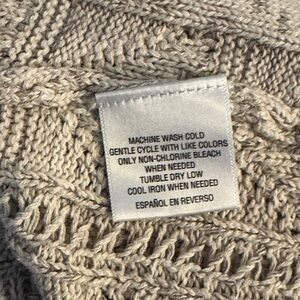 MACHINE WASH COLD
GENTLE CYCLE WITH LIKE COLORS
ONLY NON-CHLORINE BLEACH
WHEN NEEDED
TUMBLE DRY LOW
COOL IRON WHEN NEEDED
ESPAÑOL EN REVERSO